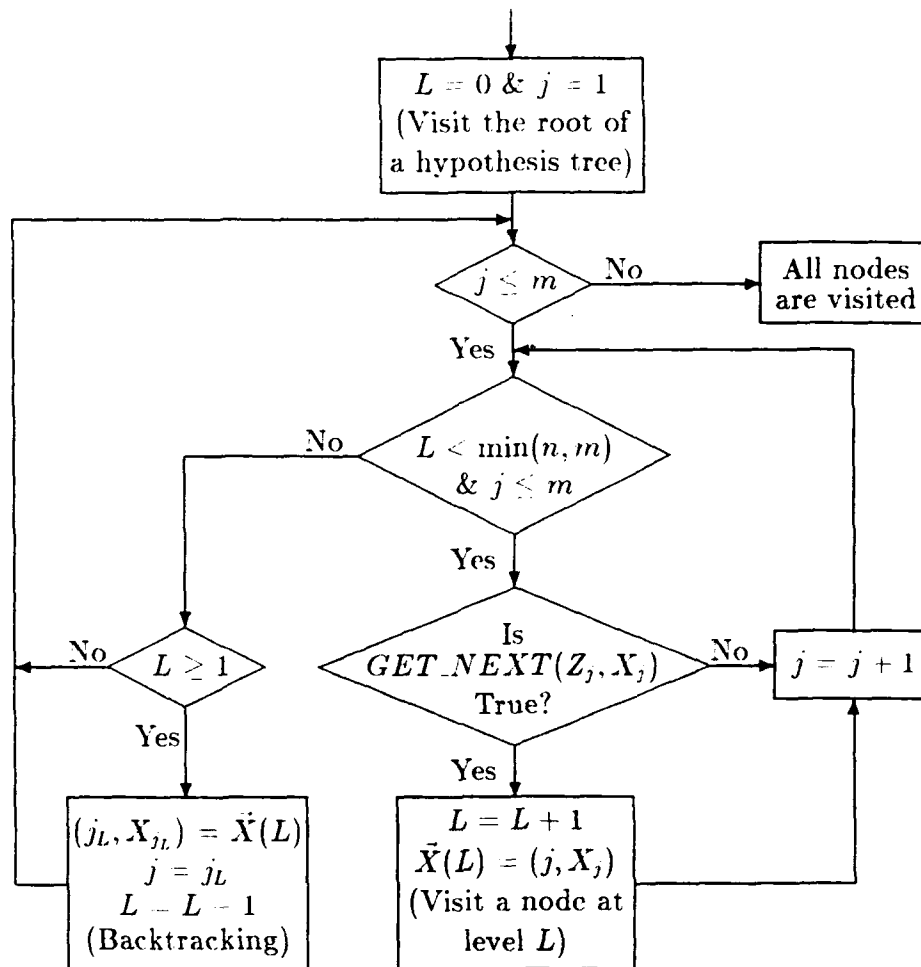 L = 0 & j = 1
(Visit the root of
a hypothesis tree)
j ≤ m
No
All nodes
are visited
Yes
No
L < min(n, m)
& j ≤ m
Yes
No
L ≥ 1
Is
GET_NEXT(Z_j, X_j)
True?
No
j = j + 1
Yes
Yes
(j_L, X_{j_L}) = \vec{X}(L)
j = j_L
L = L − 1
(Backtracking)
L = L + 1
\vec{X}(L) = (j, X_j)
(Visit a node at
level L)